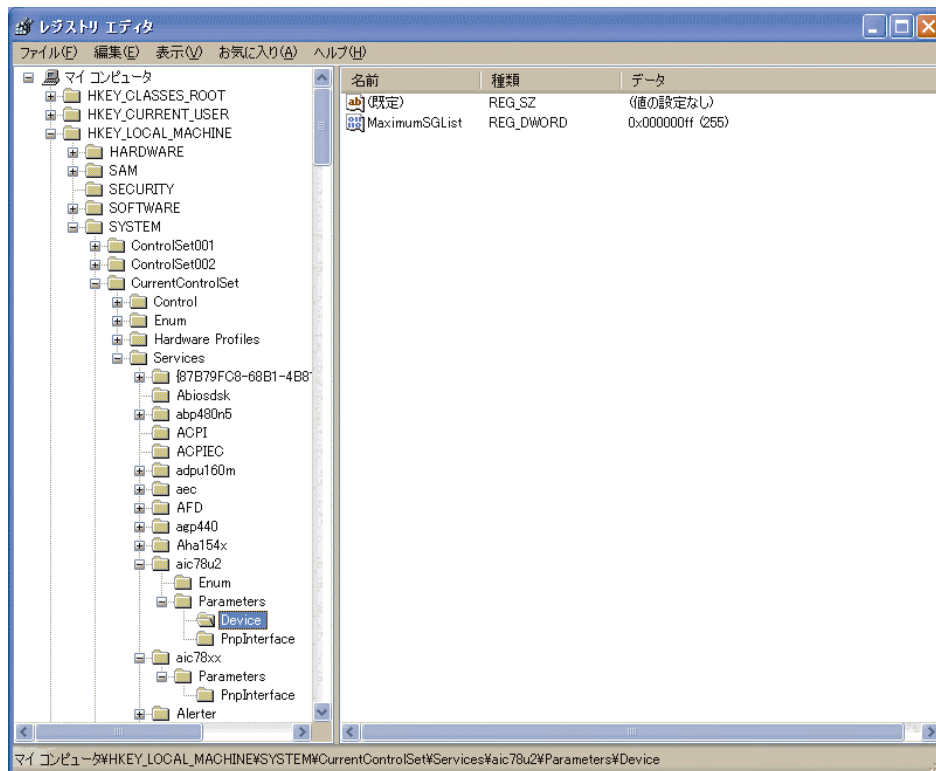 レジストリ エディタ
ファイル(F) 編集(E) 表示(V) お気に入り(A) ヘルプ(H)
マイ コンピュータ
HKEY_CLASSES_ROOT
HKEY_CURRENT_USER
HKEY_LOCAL_MACHINE
HARDWARE
SAM
SECURITY
SOFTWARE
SYSTEM
ControlSet001
ControlSet002
CurrentControlSet
Control
Enum
Hardware Profiles
Services
{87B79FC8-68B1-4B8
Abiosdsk
abp480n5
ACPI
ACPIEC
adpu160m
aec
AFD
agp440
Aha154x
aic78u2
Enum
Parameters
Device
PnpInterface
aic78xx
Parameters
PnpInterface
Alerter
名前 種類 データ
(既定) REG_SZ (値の設定なし)
MaximumSGList REG_DWORD 0x000000ff (255)
マイ コンピュータ¥HKEY_LOCAL_MACHINE¥SYSTEM¥CurrentControlSet¥Services¥aic78u2¥Parameters¥Device